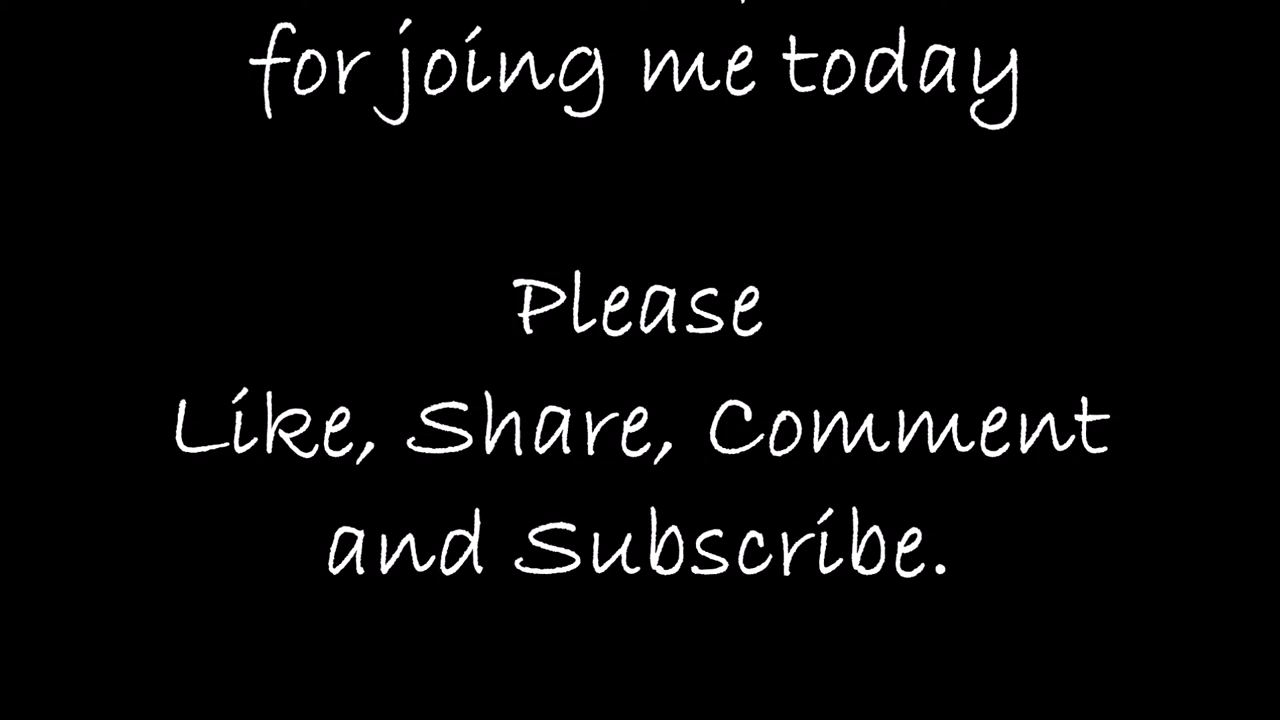 for joing me today
Please
Like, Share, Comment
and Subscribe.